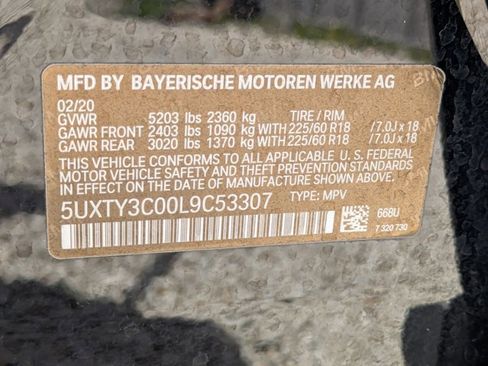 MFD BY BAYERISCHE MOTOREN WERKE AG
02/20
GVWR 5203 lbs 2360 kg TIRE / RIM
GAWR FRONT 2403 lbs 1090 kg WITH 225/60 R18 / 7.0J x 18
GAWR REAR 3020 lbs 1370 kg WITH 225/60 R18 / 7.0J x 18
THIS VEHICLE CONFORMS TO ALL APPLICABLE U. S. FEDERAL
MOTOR VEHICLE SAFETY AND THEFT PREVENTION STANDARDS
IN EFFECT ON THE DATE OF MANUFACTURE SHOWN ABOVE.
5UXTY3C00L9C53307 TYPE: MPV
668U
7 320 730